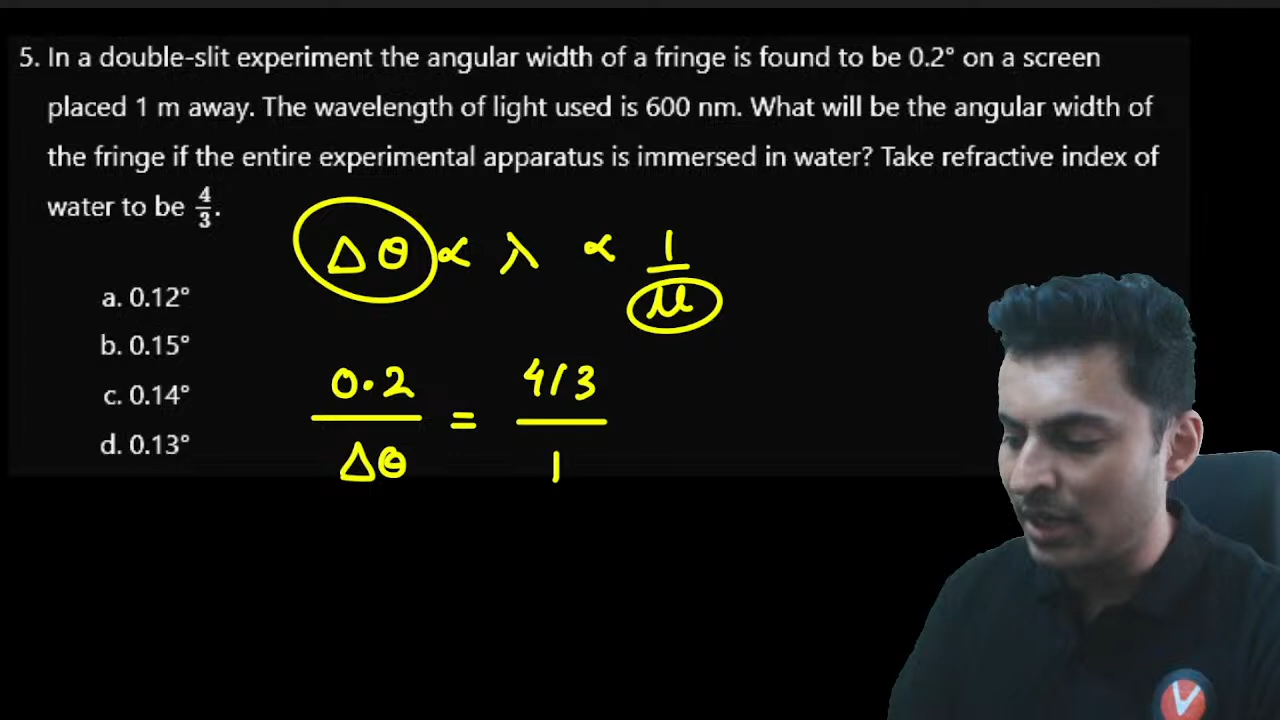 5. In a double-slit experiment the angular width of a fringe is found to be 0.2° on a screen
placed 1 m away. The wavelength of light used is 600 nm. What will be the angular width of
the fringe if the entire experimental apparatus is immersed in water? Take refractive index of
water to be 4/3.
Δθ ∝ λ ∝ 1/μ
a. 0.12°
b. 0.15°
c. 0.14°
d. 0.13°
0.2/Δθ = (4/3)/1
V